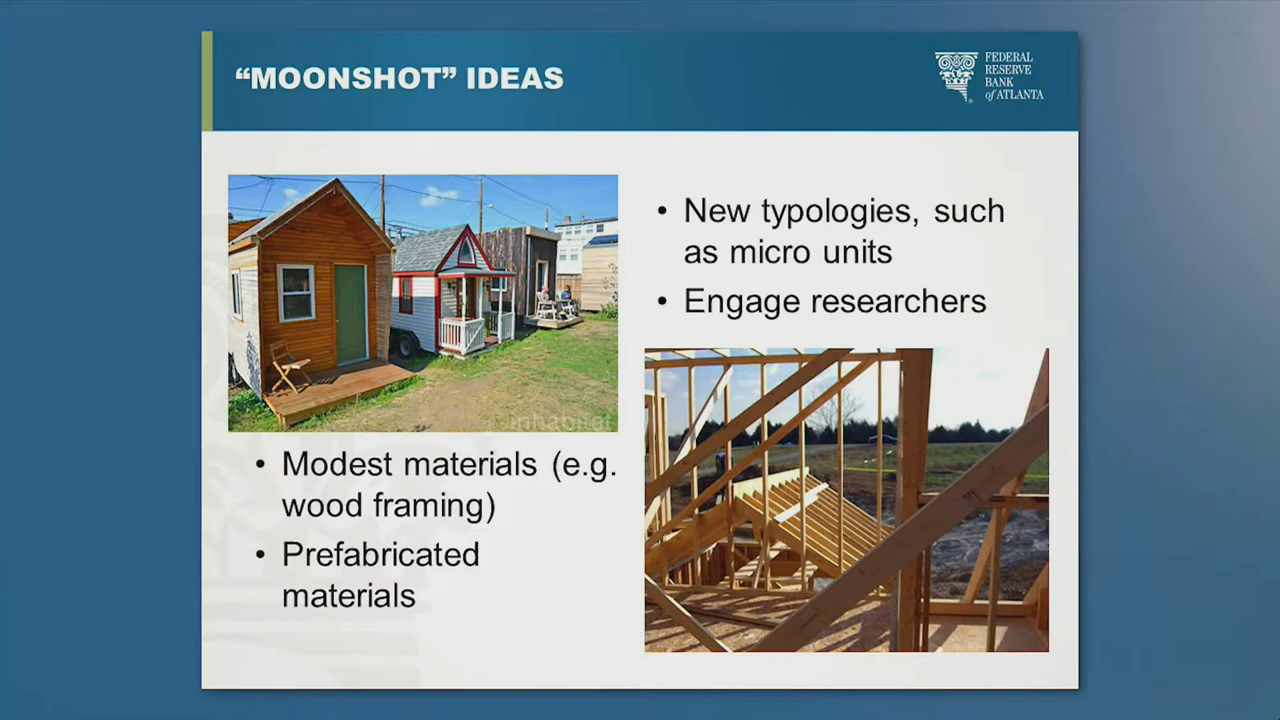 “MOONSHOT” IDEAS
FEDERAL
RESERVE
BANK
of ATLANTA
• New typologies, such
as micro units
• Engage researchers
inhabitat
• Modest materials (e.g.
wood framing)
• Prefabricated
materials